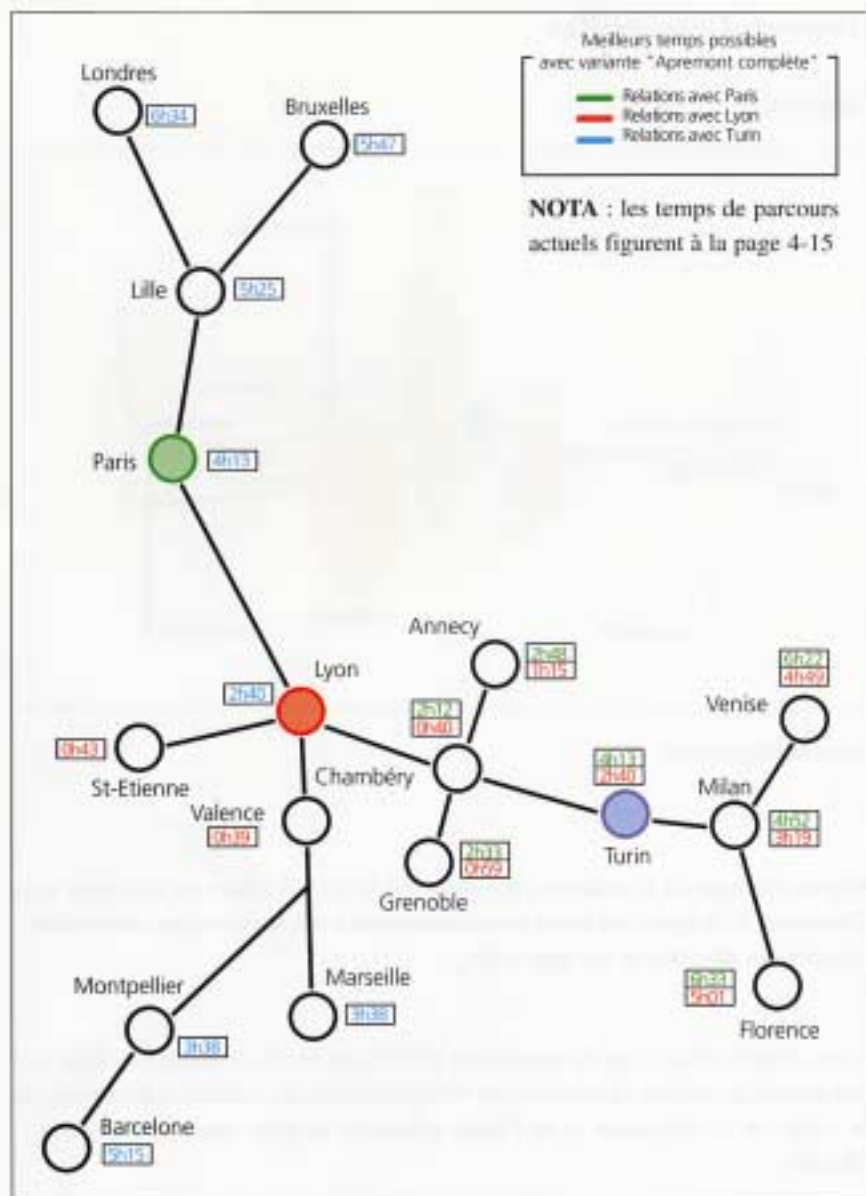 Meilleurs temps possibles
avec variante "Apremont complète"
Relations avec Paris
Relations avec Lyon
Relations avec Turin
NOTA : les temps de parcours
actuels figurent à la page 4-15
Londres
6h34
Bruxelles
5h47
Lille
5h25
Paris
4h13
Annecy
2h48
1h15
Lyon
2h40
2h12
0h40
6h22
4h49
Venise
0h43
St-Etienne
Chambéry
4h13
2h40
Milan
Valence
0h39
Turin
4h52
3h19
2h33
0h59
Grenoble
Montpellier
3h38
Marseille
3h38
6h33
5h01
Florence
Barcelone
5h15